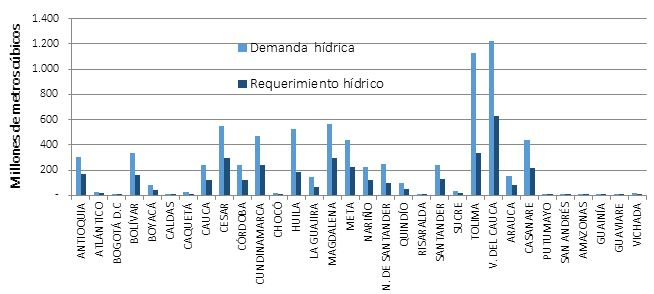 Millones de metros cúbicos
1.400
1.200
1.000
800
600
400
200
-
Demanda hídrica
Requerimiento hídrico
ANTIOQUIA
ATLÁNTICO
BOGOTÁ D.C
BOLÍVAR
BOYACÁ
CALDAS
CAQUETÁ
CAUCA
CESAR
CÓRDOBA
CUNDINAMARCA
CHOCÓ
HUILA
LA GUAJIRA
MAGDALENA
META
NARIÑO
N. DE SANTANDER
QUINDÍO
RISARALDA
SANTANDER
SUCRE
TOLIMA
V. DEL CAUCA
ARAUCA
CASANARE
PUTUMAYO
SAN ANDRÉS
AMAZONAS
GUAINÍA
GUAVIARE
VICHADA